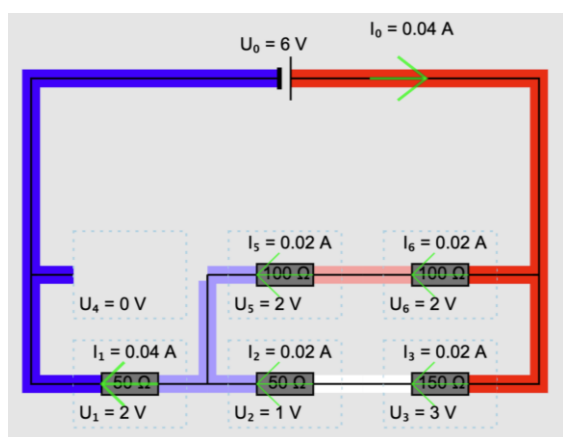 I₀ = 0.04 A
U₀ = 6 V
I₅ = 0.02 A
I₆ = 0.02 A
100 Ω
100 Ω
U₄ = 0 V
U₅ = 2 V
U₆ = 2 V
I₁ = 0.04 A
I₂ = 0.02 A
I₃ = 0.02 A
50 Ω
50 Ω
150 Ω
U₁ = 2 V
U₂ = 1 V
U₃ = 3 V